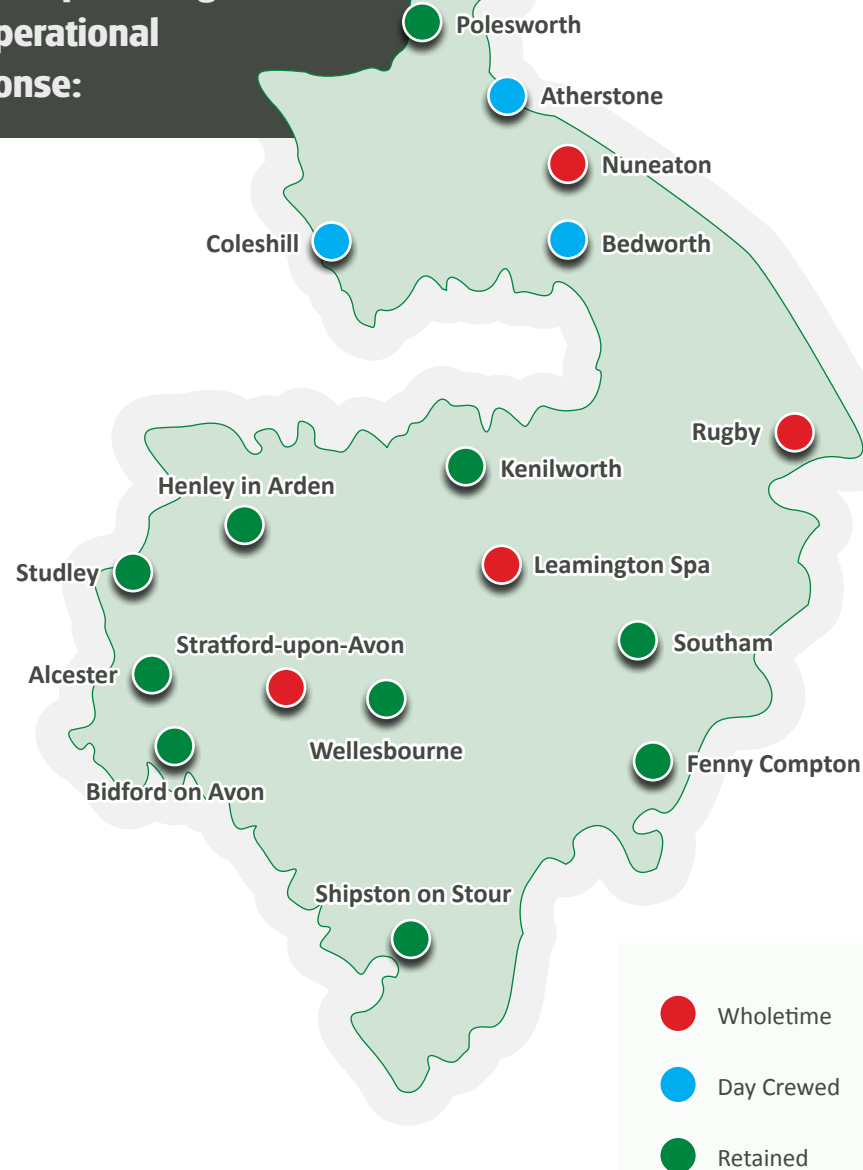 perational
onse:
Polesworth
Atherstone
Nuneaton
Coleshill
Bedworth
Rugby
Kenilworth
Henley in Arden
Leamington Spa
Studley
Southam
Stratford-upon-Avon
Alcester
Wellesbourne
Fenny Compton
Bidford on Avon
Shipston on Stour
Wholetime
Day Crewed
Retained